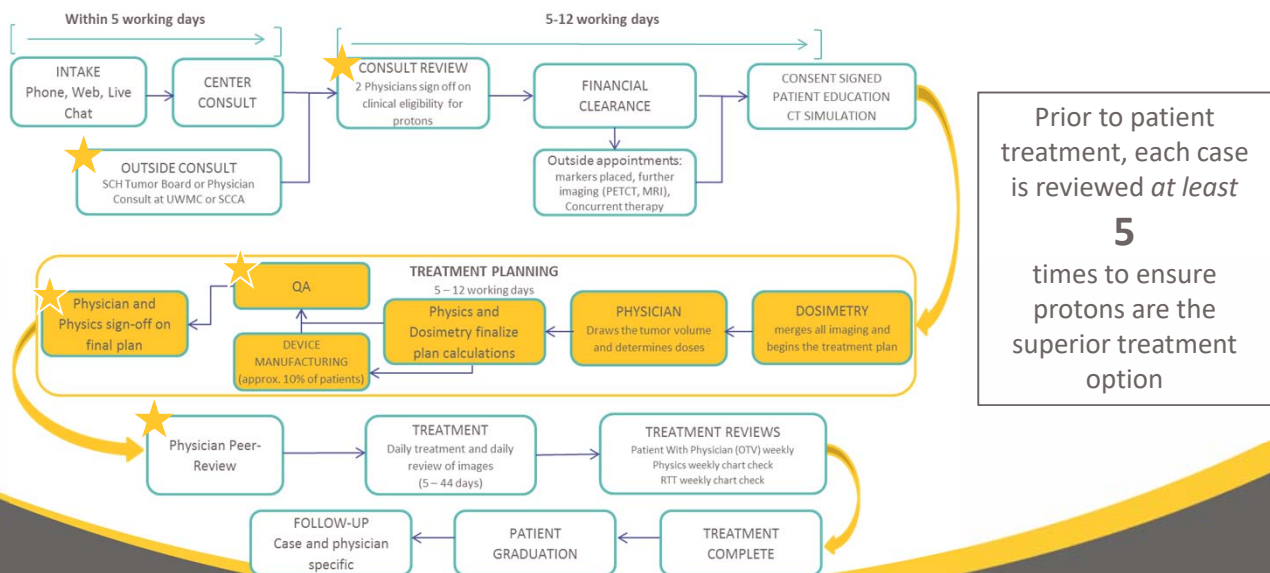 Within 5 working days
5-12 working days
INTAKE
Phone, Web, Live
Chat
CENTER
CONSULT
CONSULT REVIEW
2 Physicians sign off on
clinical eligibility for
protons
FINANCIAL
CLEARANCE
CONSENT SIGNED
PATIENT EDUCATION
CT SIMULATION
OUTSIDE CONSULT
SCH Tumor Board or Physician
Consult at UWMC or SCCA
Outside appointments:
markers placed, further
imaging (PETCT, MRI),
Concurrent therapy
Prior to patient
treatment, each case
is reviewed at least
5
times to ensure
protons are the
superior treatment
option
TREATMENT PLANNING
5 – 12 working days
DOSIMETRY
merges all imaging and
begins the treatment plan
PHYSICIAN
Draws the tumor volume
and determines doses
Physics and
Dosimetry finalize
plan calculations
DEVICE
MANUFACTURING
(approx. 10% of patients)
QA
Physician and
Physics sign-off on
final plan
Physician Peer-
Review
TREATMENT
Daily treatment and daily
review of images
(5 – 44 days)
TREATMENT REVIEWS
Patient With Physician (OTV) weekly
Physics weekly chart check
RTT weekly chart check
TREATMENT
COMPLETE
PATIENT
GRADUATION
FOLLOW-UP
Case and physician
specific